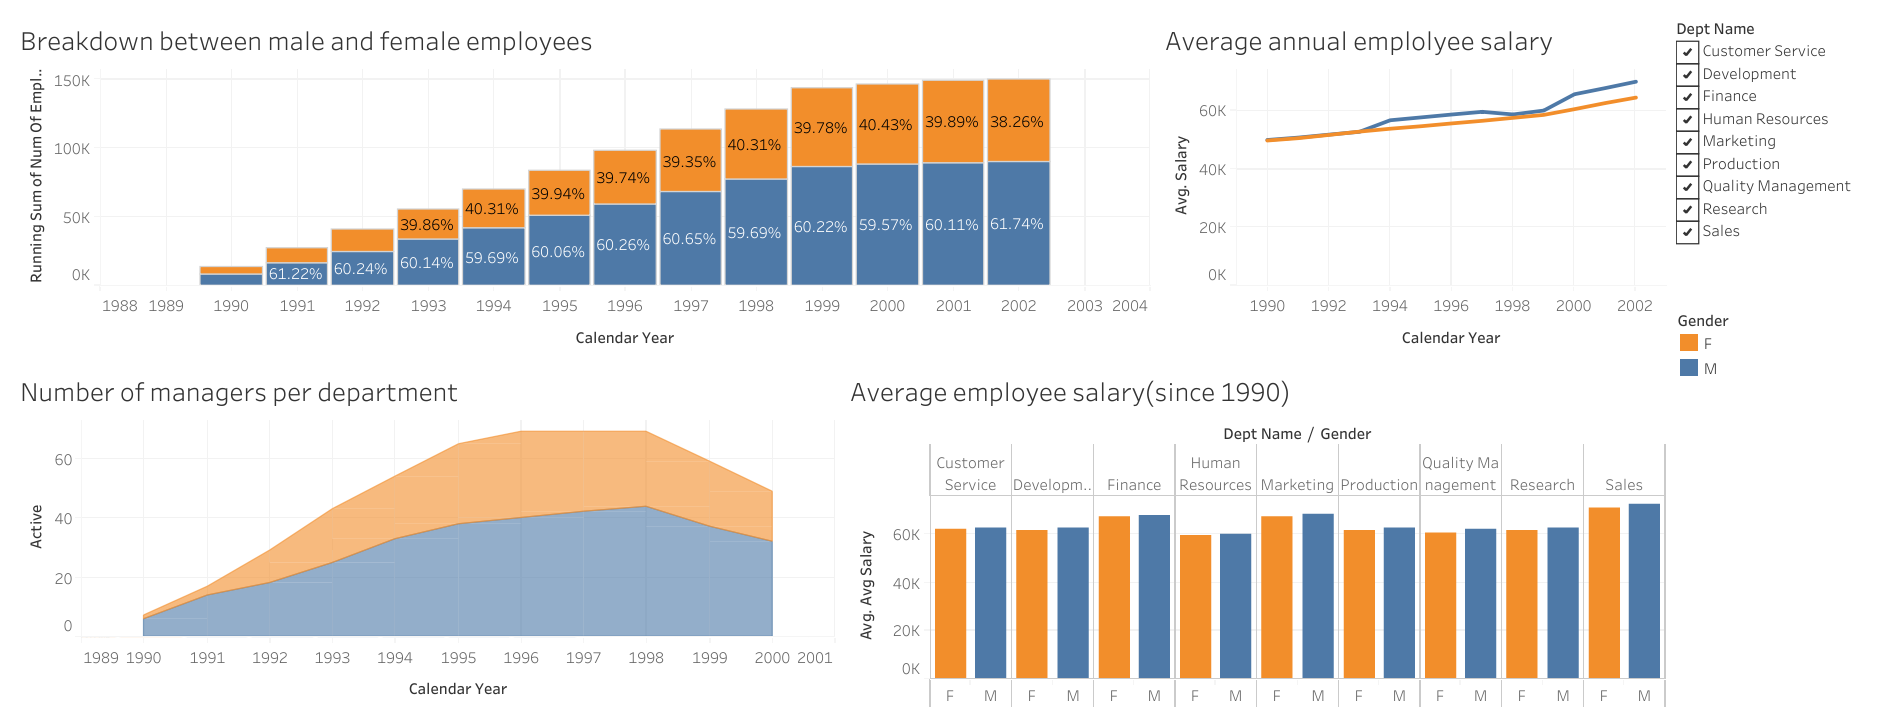 Breakdown between male and female employees
Running Sum of Num Of Empl..
150K
100K
50K
0K
39.86%
40.31%
39.94%
39.74%
39.35%
40.31%
39.78%
40.43%
39.89%
38.26%
61.22%
60.24%
60.14%
59.69%
60.06%
60.26%
60.65%
59.69%
60.22%
59.57%
60.11%
61.74%
1988 1989 1990 1991 1992 1993 1994 1995 1996 1997 1998 1999 2000 2001 2002 2003 2004
Calendar Year
Average annual emplolyee salary
Avg. Salary
60K
40K
20K
0K
1990 1992 1994 1996 1998 2000 2002
Calendar Year
Dept Name
Customer Service
Development
Finance
Human Resources
Marketing
Production
Quality Management
Research
Sales
Gender
F
M
Number of managers per department
Active
60
40
20
0
1989 1990 1991 1992 1993 1994 1995 1996 1997 1998 1999 2000 2001
Calendar Year
Average employee salary(since 1990)
Dept Name / Gender
Customer
Service
Developm..
Finance
Human
Resources
Marketing
Production
Quality Ma
nagement
Research
Sales
Avg. Avg Salary
60K
40K
20K
0K
F M F M F M F M F M F M F M F M F M